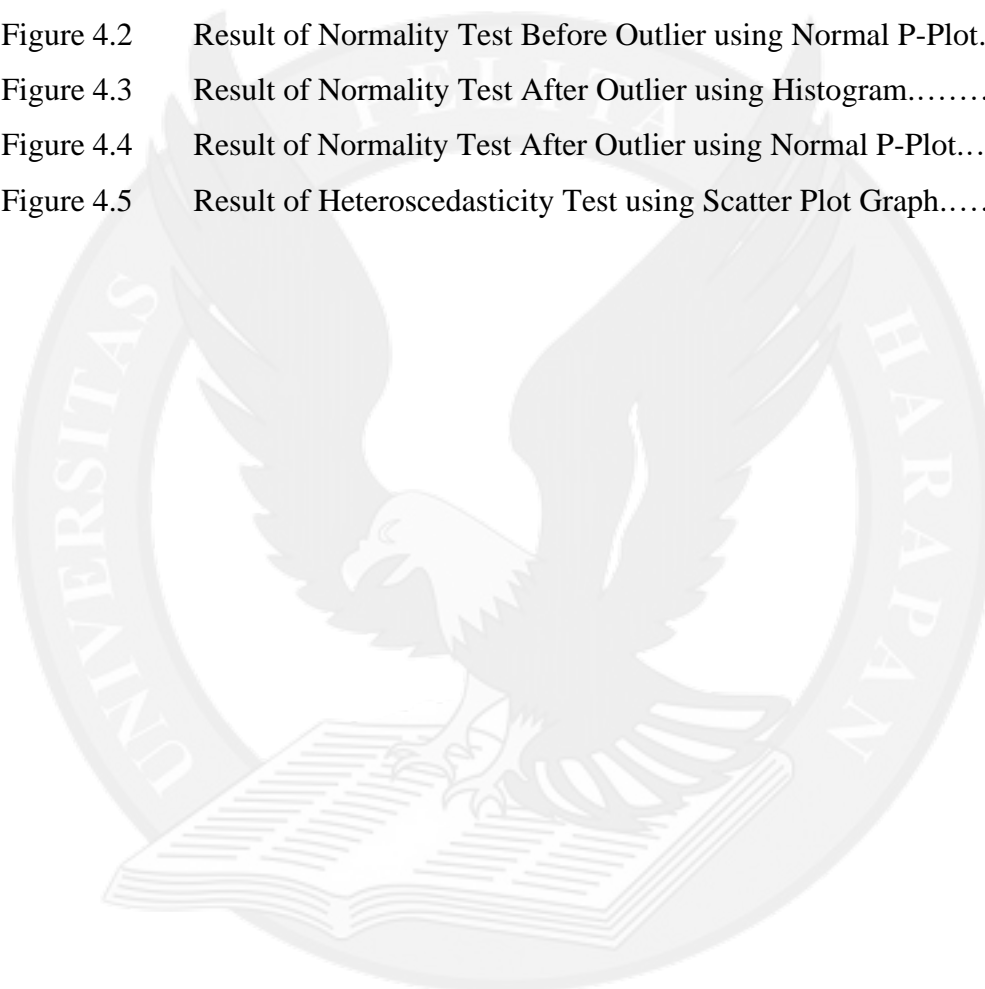 Figure 4.2 Result of Normality Test Before Outlier using Normal P-Plot.
Figure 4.3 Result of Normality Test After Outlier using Histogram.……
Figure 4.4 Result of Normality Test After Outlier using Normal P-Plot.…
Figure 4.5 Result of Heteroscedasticity Test using Scatter Plot Graph.……
UNIVERSITAS PELITA HARAPAN